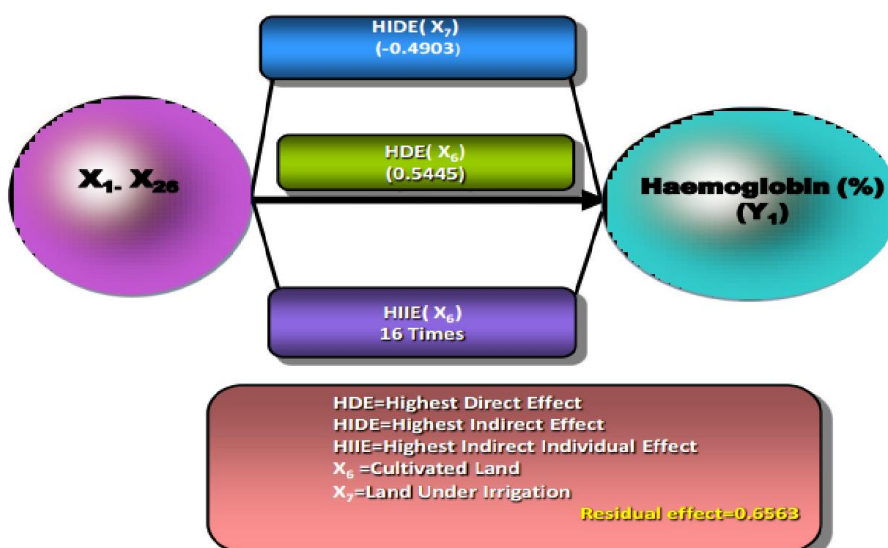 HIDE( X₇)
(-0.4903)
HDE( X₆)
(0.5445)
X₁- X₂₆
Haemoglobin (%)
(Y₁)
HIIE( X₆)
16 Times
HDE=Highest Direct Effect
HIDE=Highest Indirect Effect
HIIE=Highest Indirect Individual Effect
X₆ =Cultivated Land
X₇=Land Under Irrigation
Residual effect=0.6563